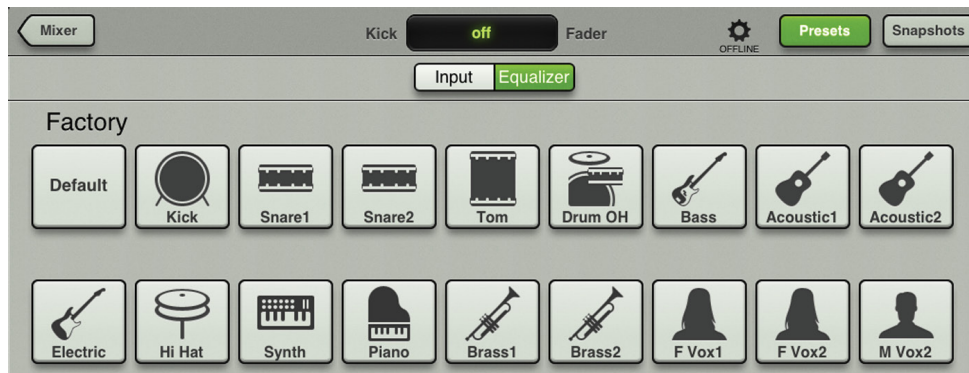 Mixer Kick off Fader OFFLINE Presets Snapshots
Input Equalizer
Factory
Default Kick Snare1 Snare2 Tom Drum OH Bass Acoustic1 Acoustic2
Electric Hi Hat Synth Piano Brass1 Brass2 F Vox1 F Vox2 M Vox2